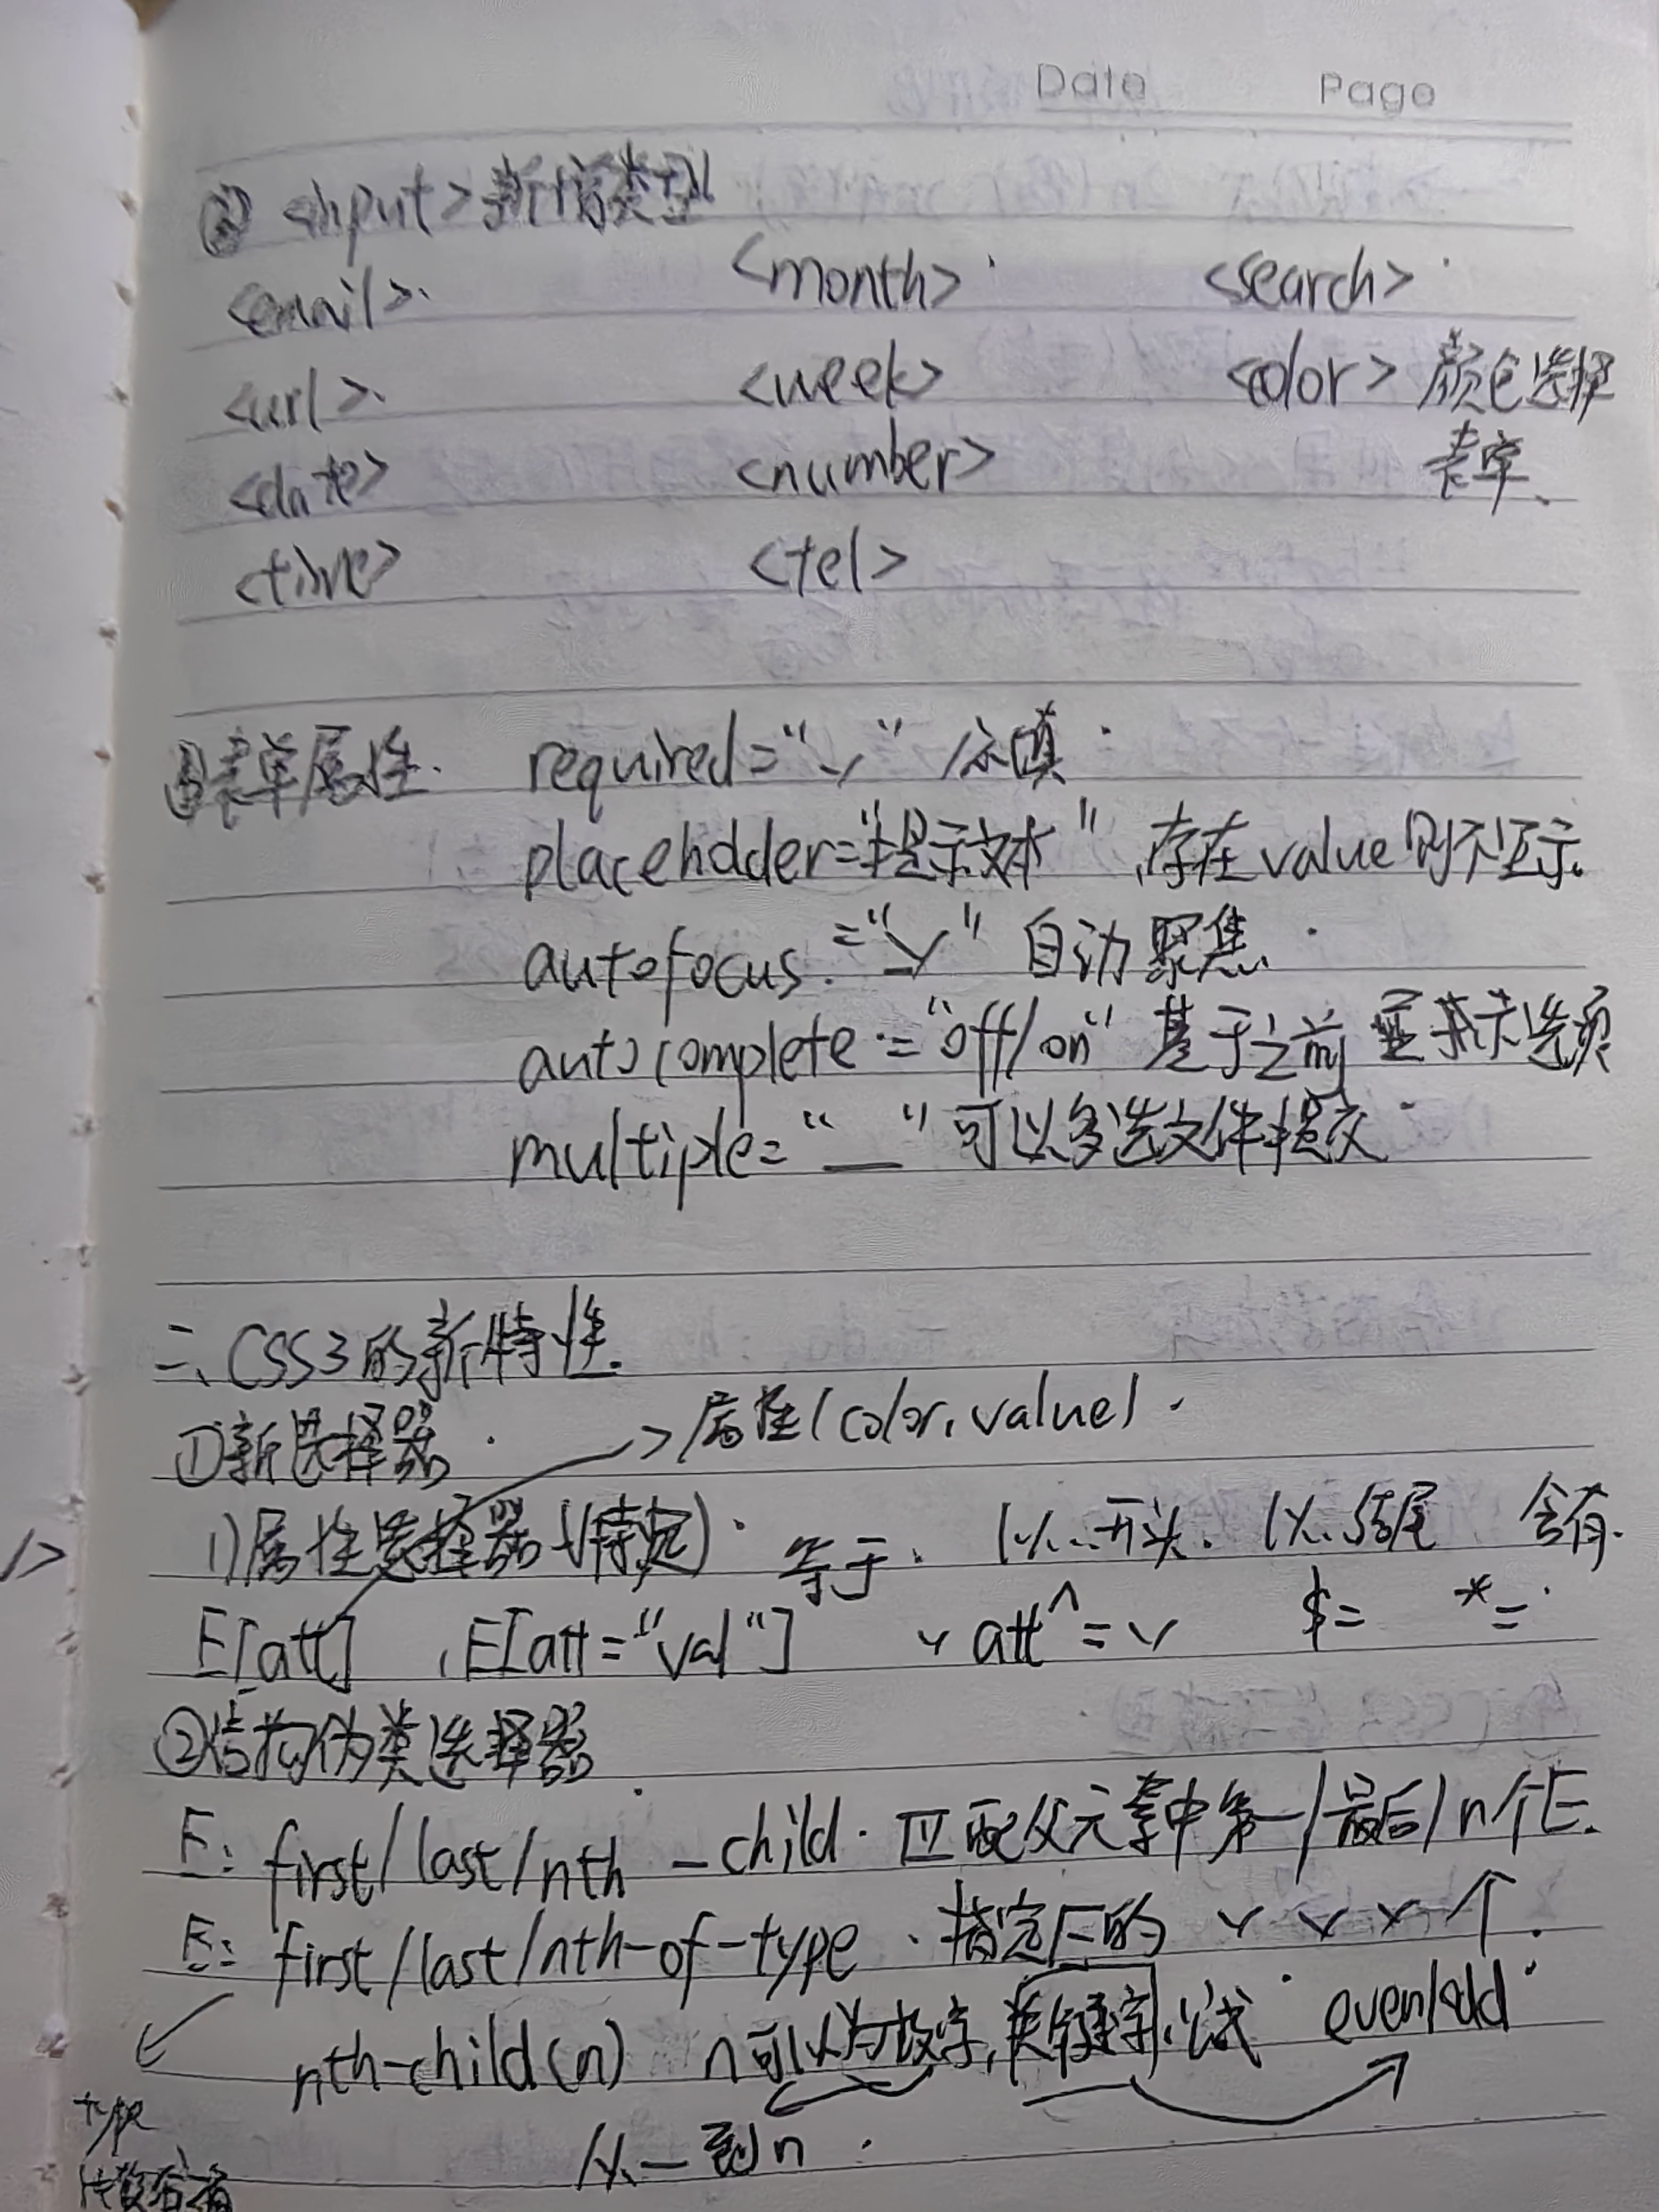 Date Page
② <input>新增类型
<email> <month> <search>
<url> <week> <color> 颜色选择
<date> <number> 表单
<time> <tel>
③表单属性. required="〃" 必填
placeholder="提示文本",存在value则不显示.
autofocus="〃" 自动聚焦.
autocomplete="off/on" 基于之前 显示选项
multiple="__" 可以多选文件提交
二、CSS3的新特性.
①新选择器 →属性(color,value)
1)属性选择器 (特定) 等于. 以..开头. 以..结尾 含有.
/>
E[att] ,E[att="val"] 〃att^=〃 $= *=
②结构伪类选择器
E: first/last/nth-child. 匹配父元素中第一/最后/n个E.
E: first/last/nth-of-type. 指定E的 〃 〃 〃个.
nth-child(n) n可以为数字,关键字,公式 even/odd
type
从一到n.